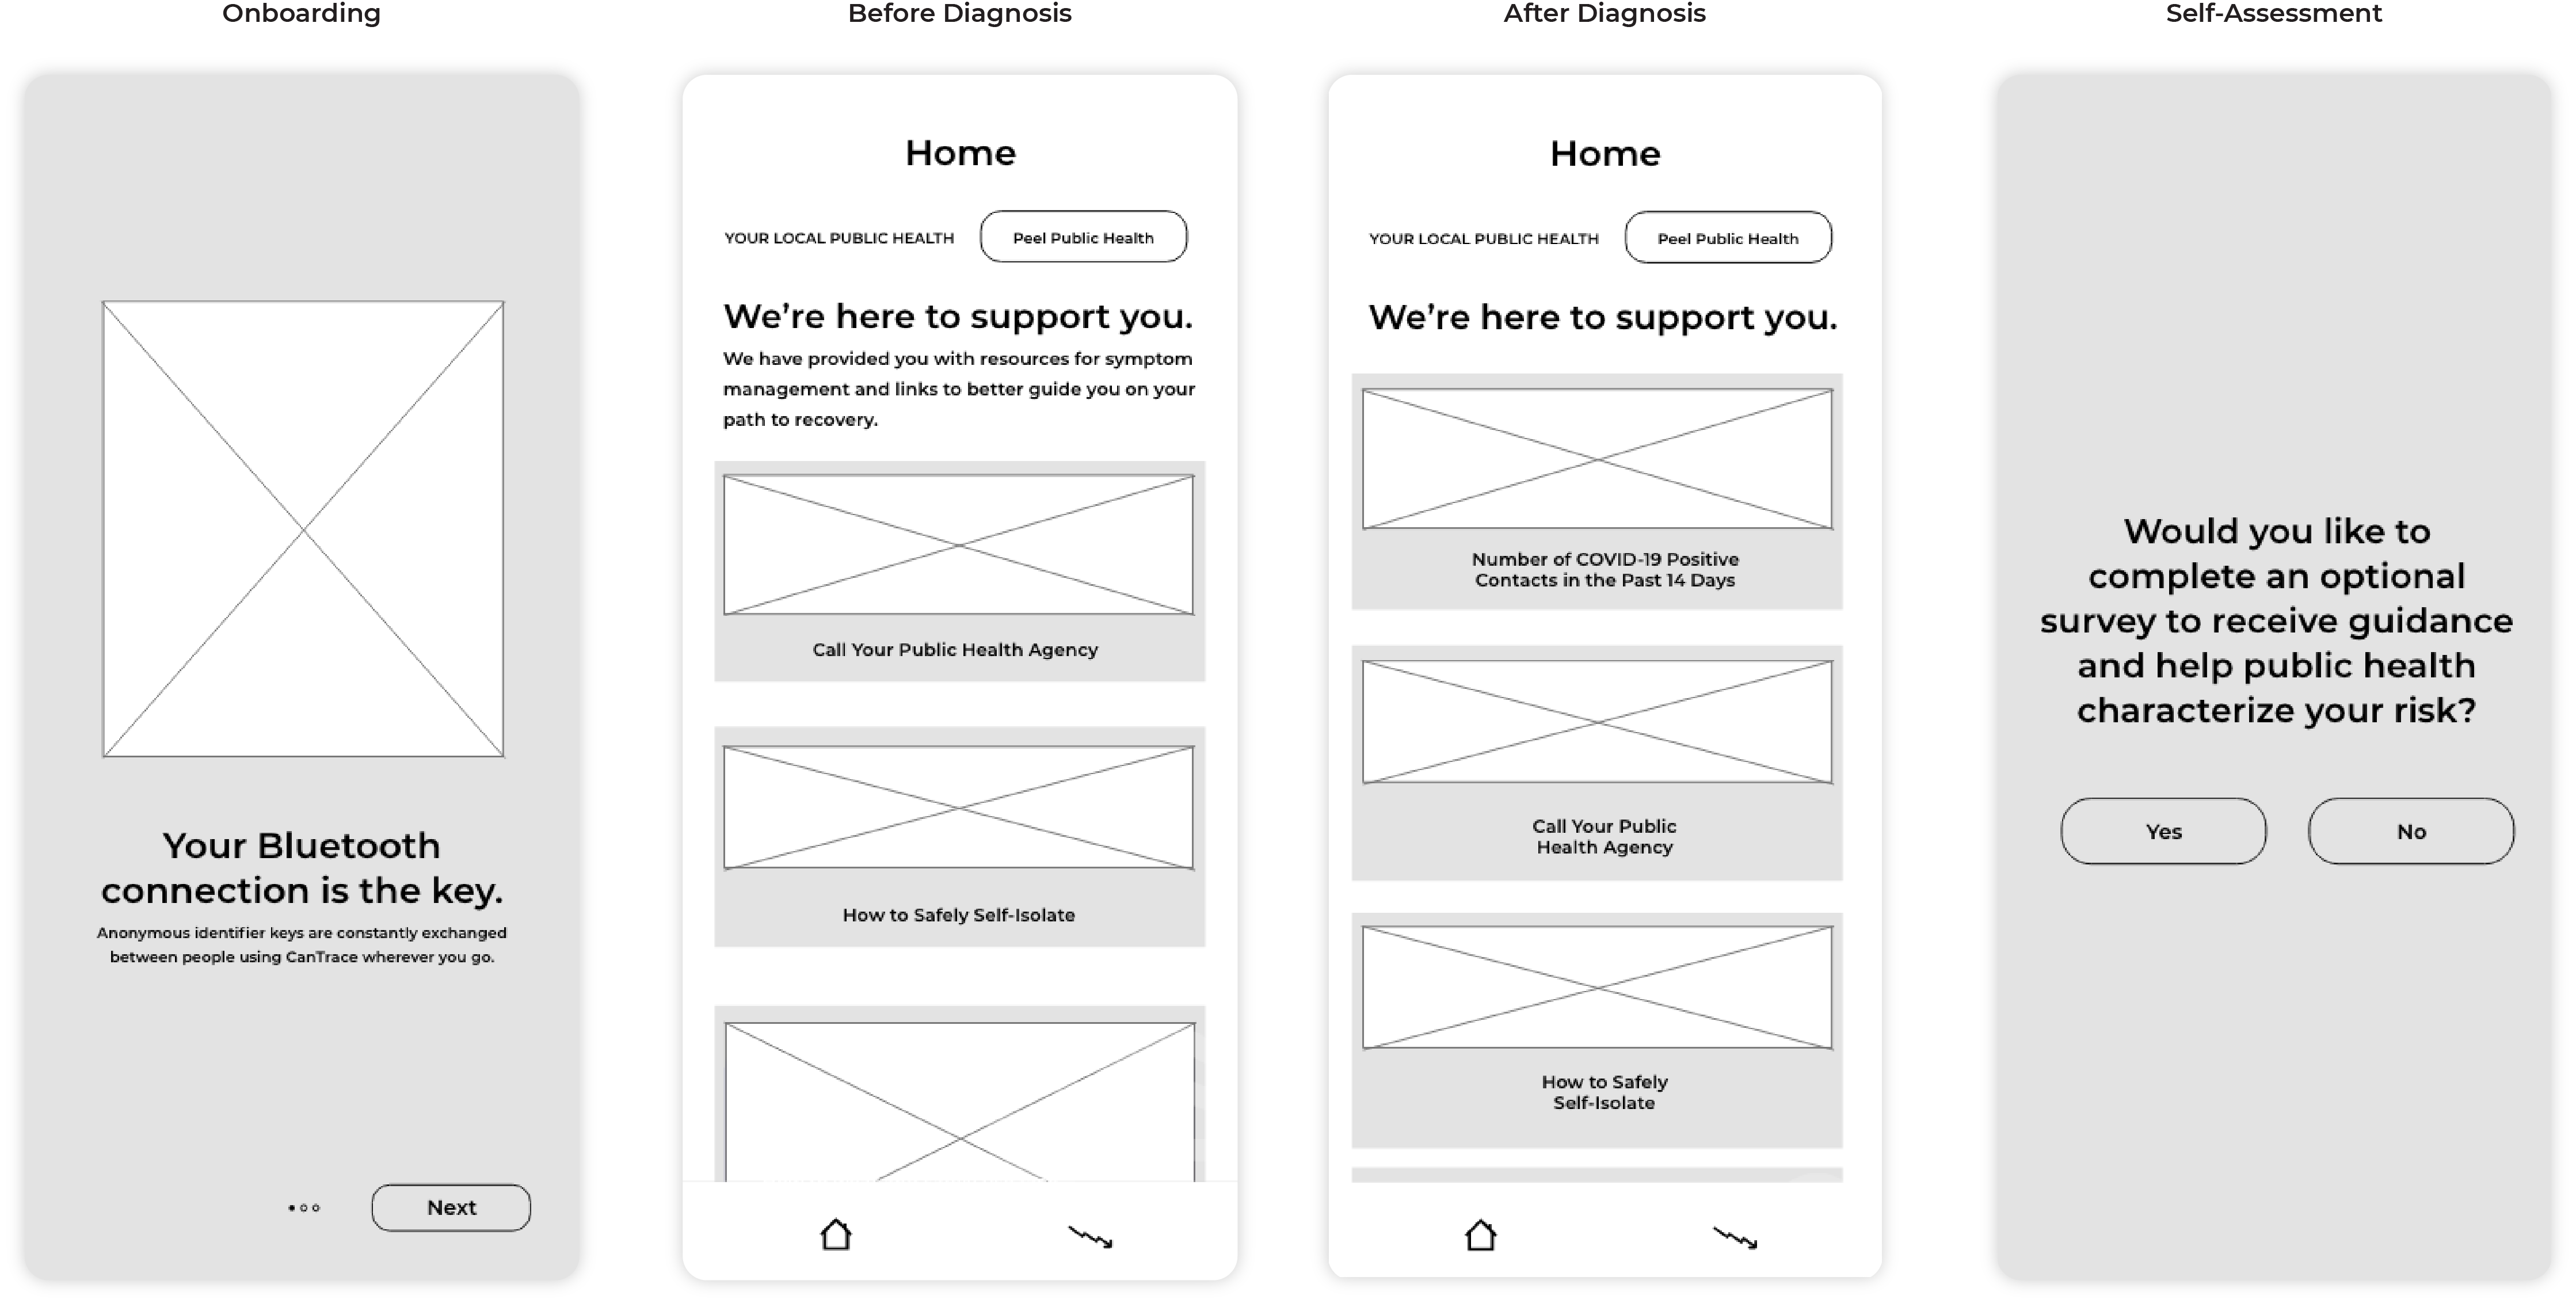 Onboarding
Your Bluetooth
connection is the key.
Anonymous identifier keys are constantly exchanged
between people using CanTrace wherever you go.
Next
Before Diagnosis
Home
YOUR LOCAL PUBLIC HEALTH
Peel Public Health
We're here to support you.
We have provided you with resources for symptom
management and links to better guide you on your
path to recovery.
Call Your Public Health Agency
How to Safely Self-Isolate
After Diagnosis
Home
YOUR LOCAL PUBLIC HEALTH
Peel Public Health
We're here to support you.
Number of COVID-19 Positive
Contacts in the Past 14 Days
Call Your Public
Health Agency
How to Safely
Self-Isolate
Self-Assessment
Would you like to
complete an optional
survey to receive guidance
and help public health
characterize your risk?
Yes
No